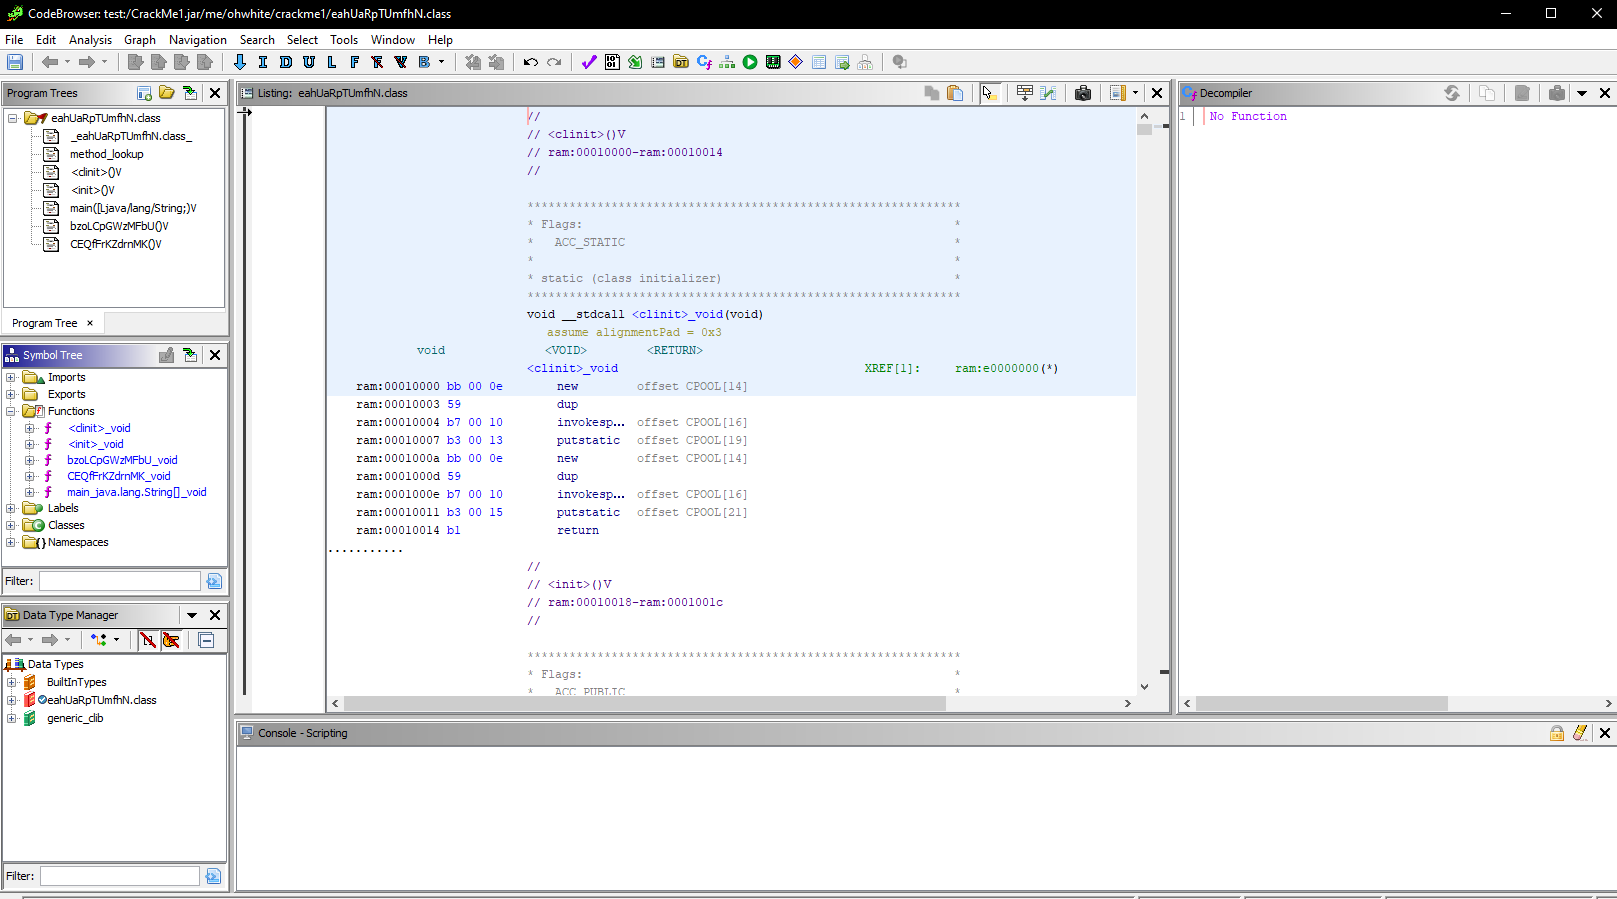 CodeBrowser: test:/CrackMe1.jar/me/ohwhite/crackme1/eahUaRpTUmfhN.class
File Edit Analysis Graph Navigation Search Select Tools Window Help
I D U L F B
Program Trees
eahUaRpTUmfhN.class
_eahUaRpTUmfhN.class_
method_lookup
<clinit>()V
<init>()V
main([Ljava/lang/String;)V
bzoLCpGWzMFbU()V
CEQfFrKZdrnMK()V
Program Tree ×
Symbol Tree
Imports
Exports
Functions
<clinit>_void
<init>_void
bzoLCpGWzMFbU_void
CEQfFrKZdrnMK_void
main_java.lang.String[]_void
Labels
Classes
Namespaces
Filter:
Data Type Manager
Data Types
BuiltInTypes
eahUaRpTUmfhN.class
generic_clib
Filter:
Listing: eahUaRpTUmfhN.class
//
// <clinit>()V
// ram:00010000-ram:00010014
//
**************************************************************
* Flags: *
* ACC_STATIC *
* *
* static (class initializer) *
**************************************************************
void __stdcall <clinit>_void(void)
assume alignmentPad = 0x3
void <VOID> <RETURN>
<clinit>_void XREF[1]: ram:e0000000(*)
ram:00010000 bb 00 0e new offset CPOOL[14]
ram:00010003 59 dup
ram:00010004 b7 00 10 invokesp... offset CPOOL[16]
ram:00010007 b3 00 13 putstatic offset CPOOL[19]
ram:0001000a bb 00 0e new offset CPOOL[14]
ram:0001000d 59 dup
ram:0001000e b7 00 10 invokesp... offset CPOOL[16]
ram:00010011 b3 00 15 putstatic offset CPOOL[21]
ram:00010014 b1 return
...........
//
// <init>()V
// ram:00010018-ram:0001001c
//
**************************************************************
* Flags: *
* ACC_PUBLIC *
Decompiler
1 No Function
Console - Scripting